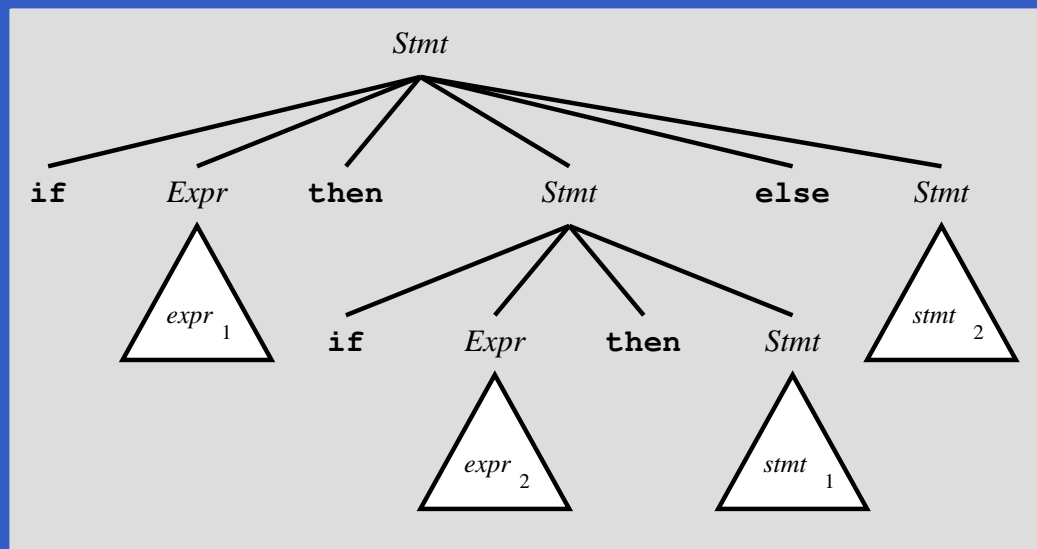 Stmt
if Expr then Stmt else Stmt
expr 1 if Expr then Stmt stmt 2
expr 2 stmt 1